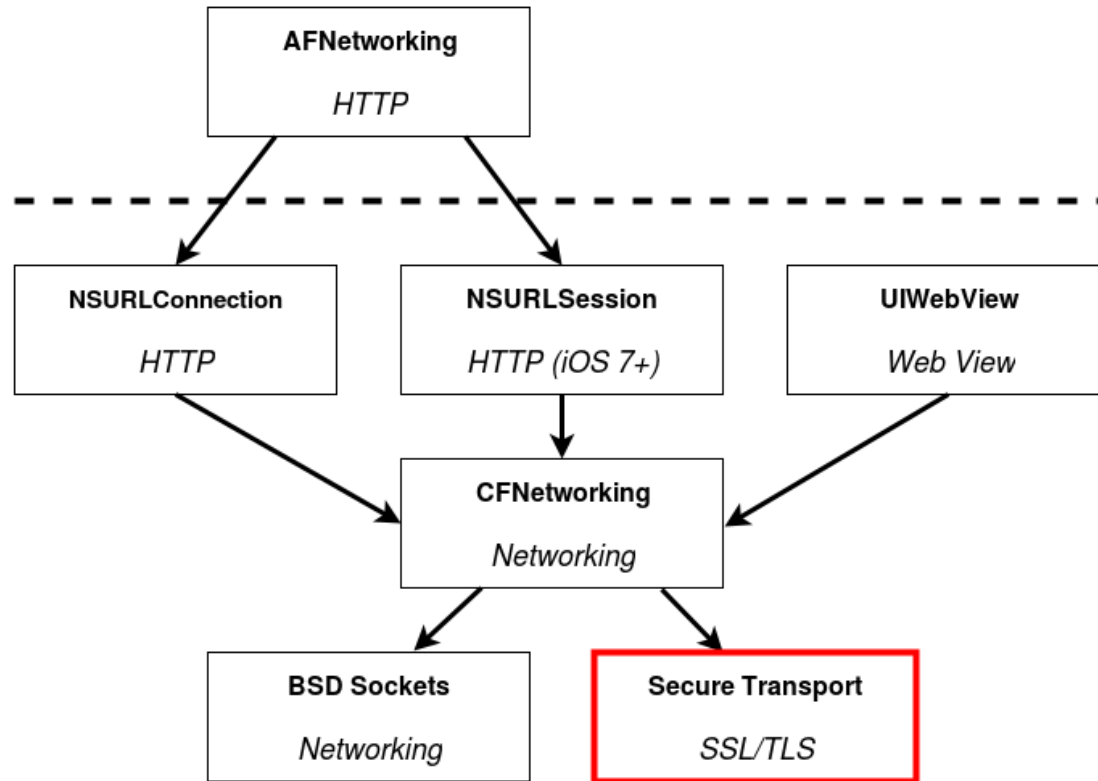 AFNetworking
HTTP
NSURLConnection
HTTP
NSURLSession
HTTP (iOS 7+)
UIWebView
Web View
CFNetworking
Networking
BSD Sockets
Networking
Secure Transport
SSL/TLS